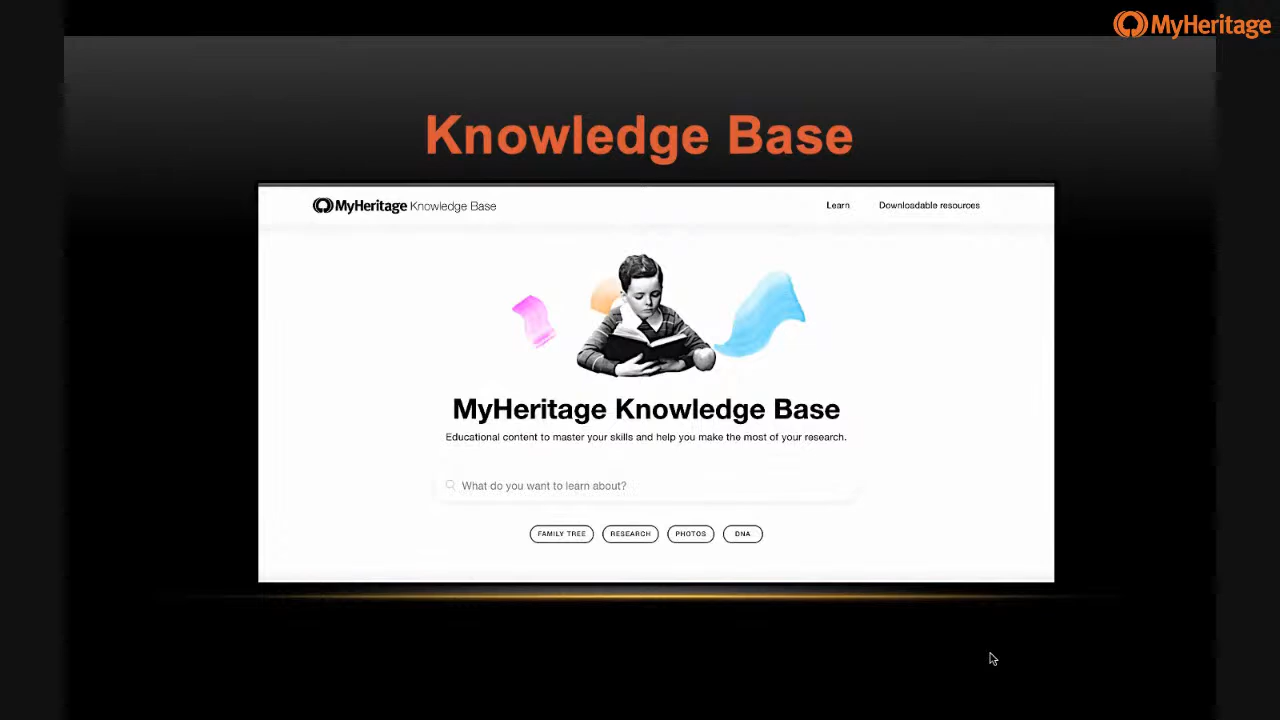 MyHeritage
Knowledge Base
MyHeritage Knowledge Base
Learn
Downloadable resources
MyHeritage Knowledge Base
Educational content to master your skills and help you make the most of your research.
What do you want to learn about?
FAMILY TREE
RESEARCH
PHOTOS
DNA